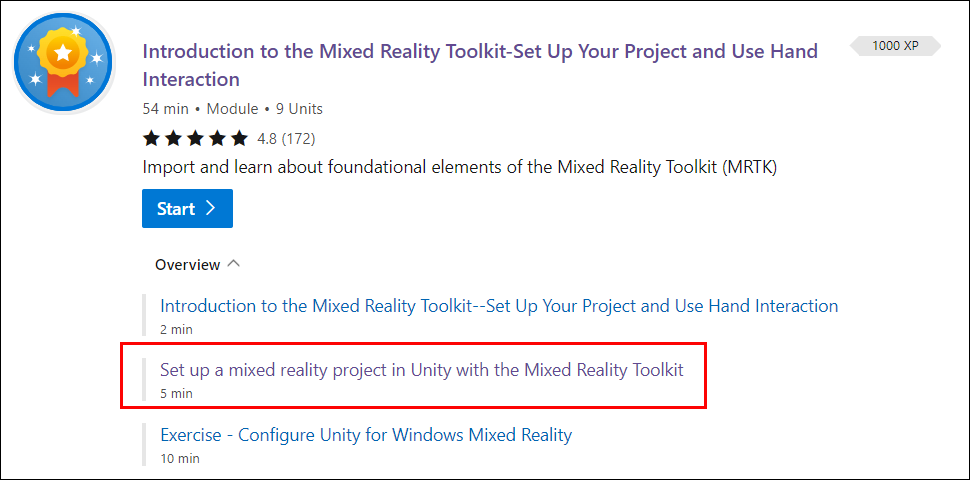 Introduction to the Mixed Reality Toolkit-Set Up Your Project and Use Hand
Interaction
1000 XP
54 min • Module • 9 Units
4.8 (172)
Import and learn about foundational elements of the Mixed Reality Toolkit (MRTK)
Start
Overview
Introduction to the Mixed Reality Toolkit--Set Up Your Project and Use Hand Interaction
2 min
Set up a mixed reality project in Unity with the Mixed Reality Toolkit
5 min
Exercise - Configure Unity for Windows Mixed Reality
10 min